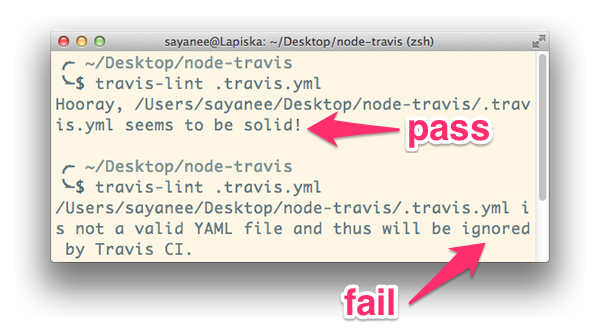 sayanee@Lapiska: ~/Desktop/node-travis (zsh)
~/Desktop/node-travis
$ travis-lint .travis.yml
Hooray, /Users/sayanee/Desktop/node-travis/.trav
is.yml seems to be solid!
pass
~/Desktop/node-travis
$ travis-lint .travis.yml
/Users/sayanee/Desktop/node-travis/.travis.yml i
s not a valid YAML file and thus will be ignored
by Travis CI.
fail